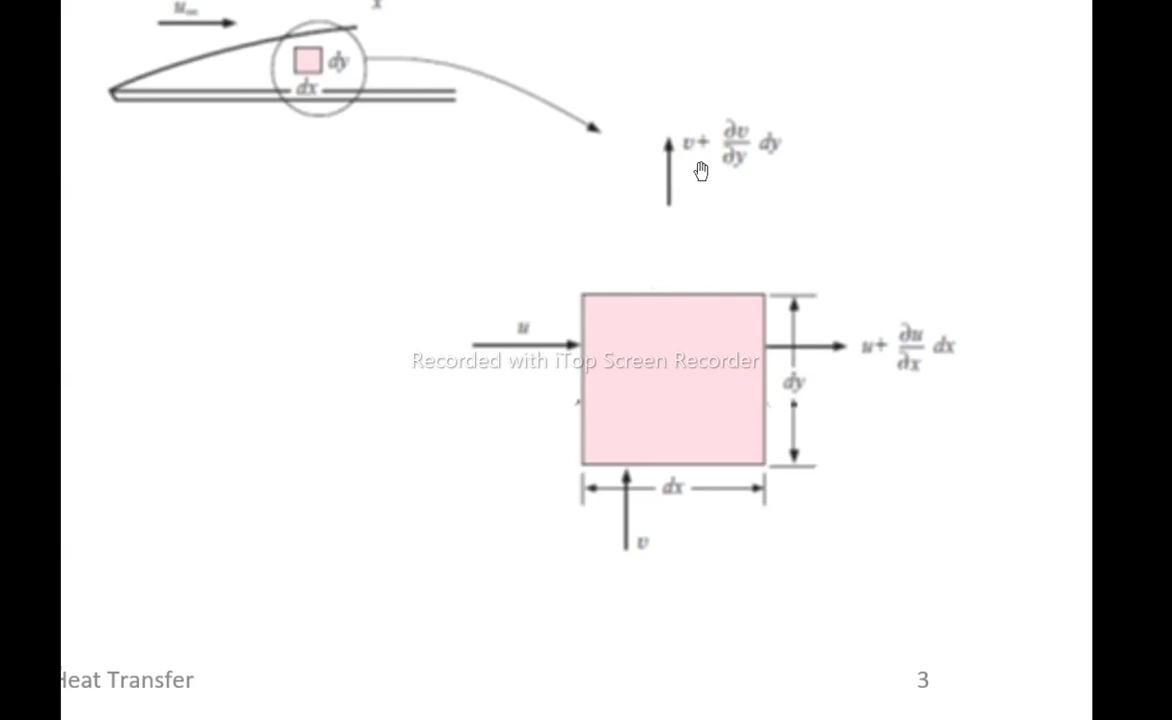 u∞
x
dy
dx
v+ ∂v/∂y dy
u
u+ ∂u/∂x dx
Recorded with iTop Screen Recorder
dy
dx
v
Heat Transfer
3